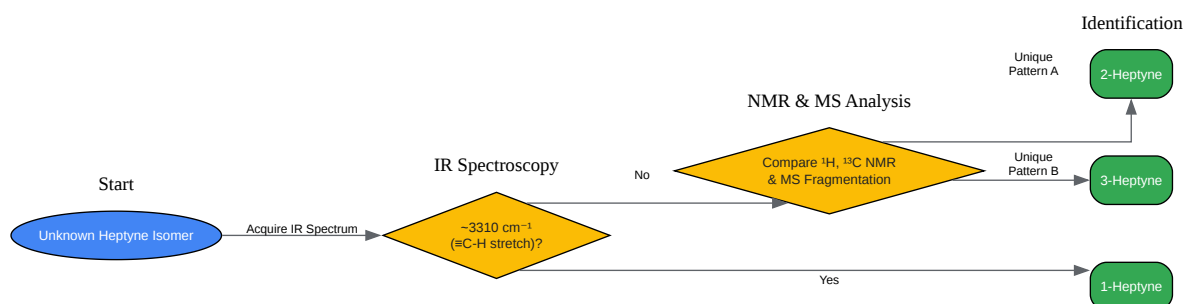 Start
Unknown Heptyne Isomer
Acquire IR Spectrum
IR Spectroscopy
~3310 cm⁻¹
(≡C-H stretch)?
No
Yes
NMR & MS Analysis
Compare ¹H, ¹³C NMR
& MS Fragmentation
Unique
Pattern A
Unique
Pattern B
Identification
2-Heptyne
3-Heptyne
1-Heptyne